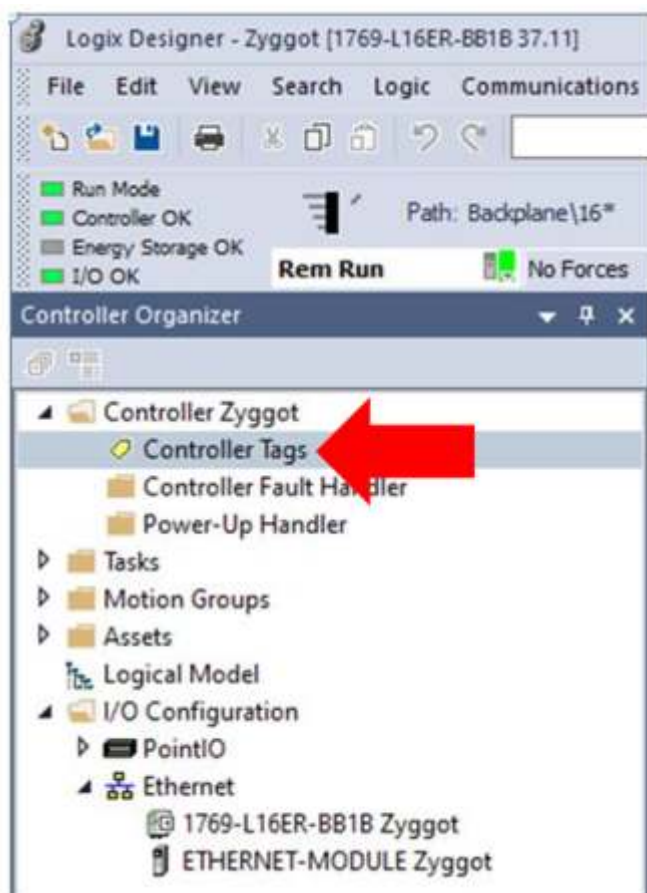 Logix Designer - Zyggot [1769-L16ER-BB1B 37.11]
File Edit View Search Logic Communications
Run Mode
Controller OK
Energy Storage OK
I/O OK
Path: Backplane\16*
Rem Run
No Forces
Controller Organizer
Controller Zyggot
Controller Tags
Controller Fault Handler
Power-Up Handler
Tasks
Motion Groups
Assets
Logical Model
I/O Configuration
PointIO
Ethernet
1769-L16ER-BB1B Zyggot
ETHERNET-MODULE Zyggot